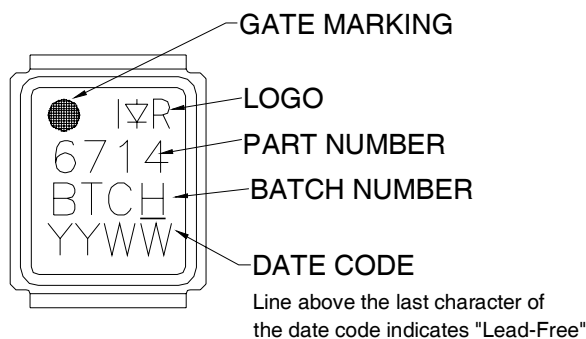 GATE MARKING
I R
LOGO
6714
PART NUMBER
BTCH
BATCH NUMBER
YYWW
DATE CODE
Line above the last character of
the date code indicates "Lead-Free"